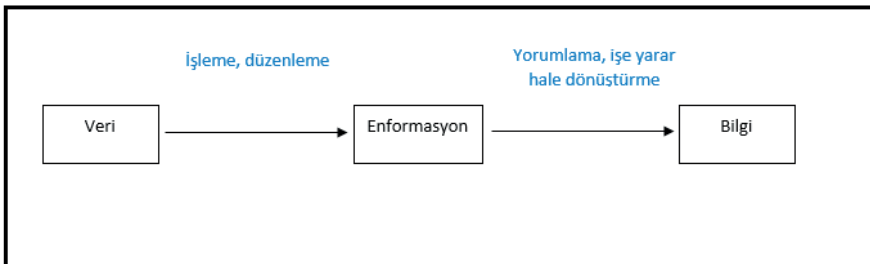 İşleme, düzenleme
Yorumlama, işe yarar
hale dönüştürme
Veri
Enformasyon
Bilgi